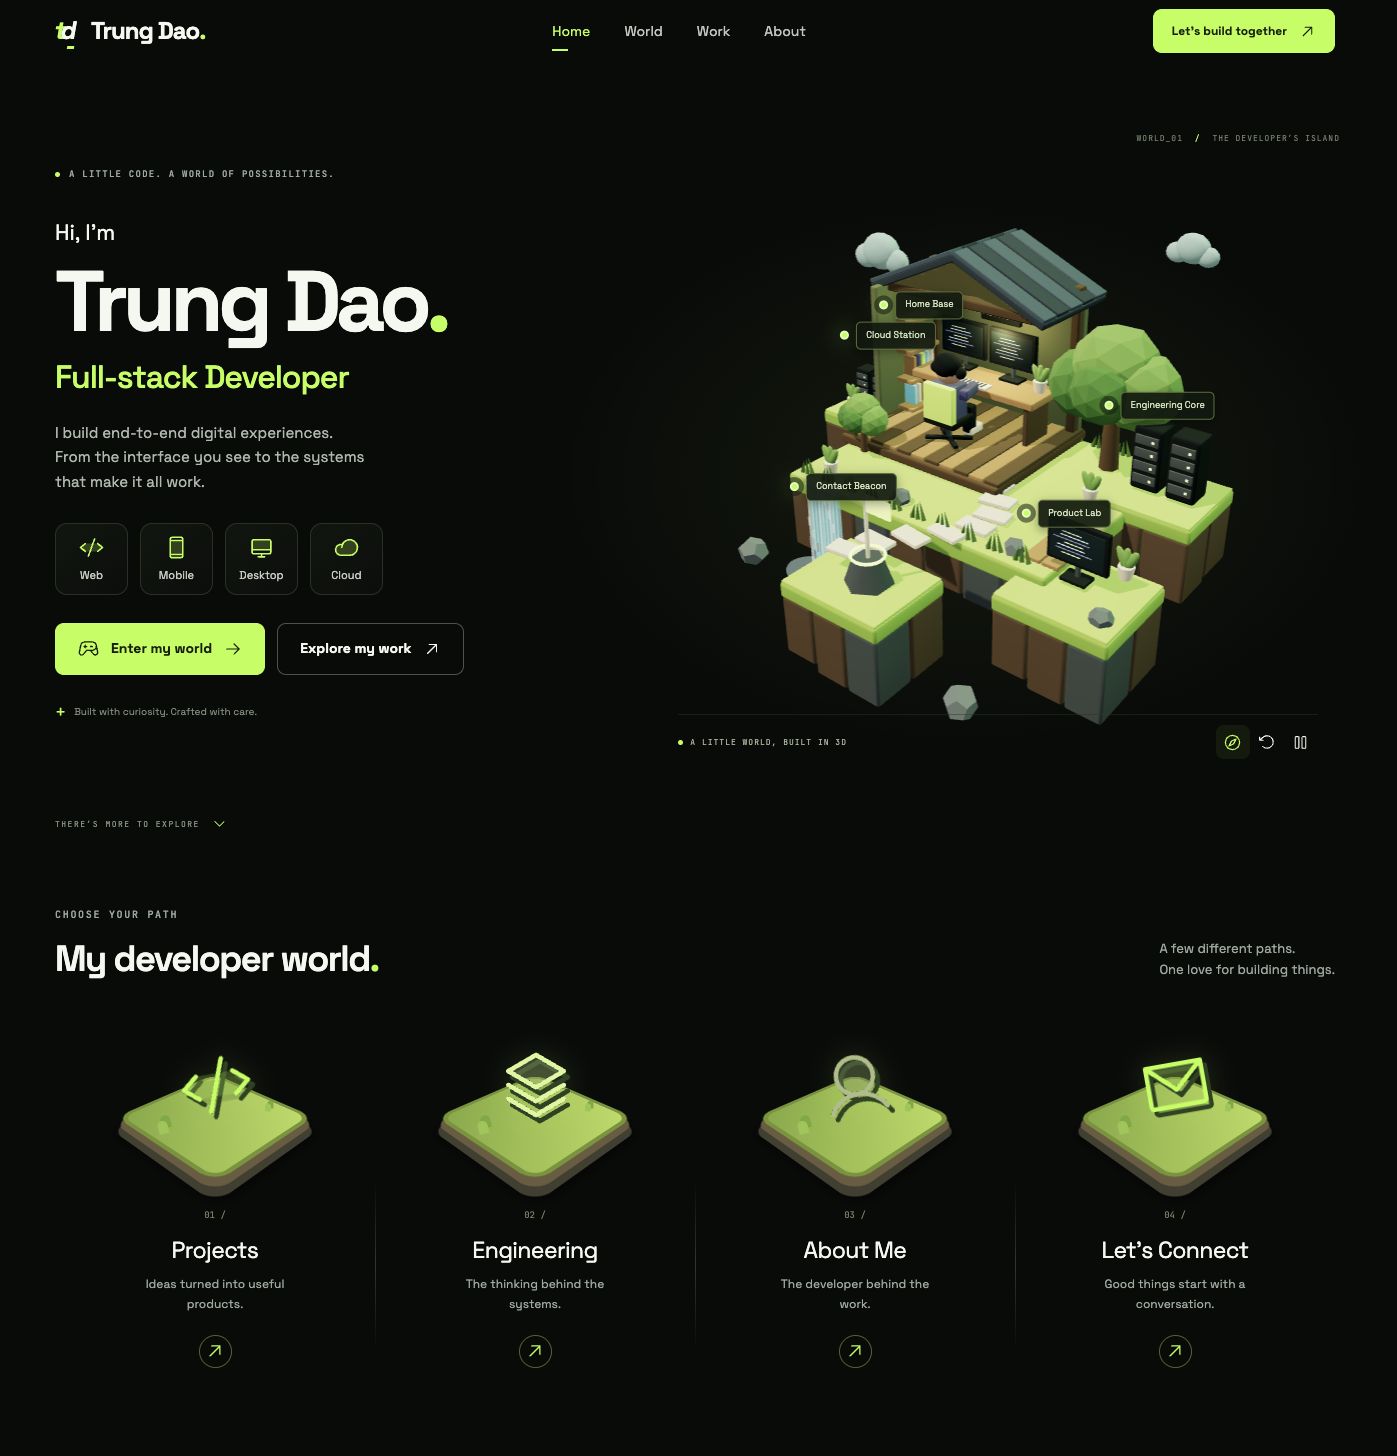 td Trung Dao.
Home World Work About
Let's build together
WORLD_01 / THE DEVELOPER'S ISLAND
A LITTLE CODE. A WORLD OF POSSIBILITIES.
Hi, I'm
Trung Dao.
Full-stack Developer
I build end-to-end digital experiences.
From the interface you see to the systems
that make it all work.
Web Mobile Desktop Cloud
Enter my world
Explore my work
Built with curiosity. Crafted with care.
Home Base
Cloud Station
Engineering Core
Contact Beacon
Product Lab
A LITTLE WORLD, BUILT IN 3D
THERE'S MORE TO EXPLORE
CHOOSE YOUR PATH
My developer world.
A few different paths.
One love for building things.
01 /
Projects
Ideas turned into useful
products.
02 /
Engineering
The thinking behind the
systems.
03 /
About Me
The developer behind the
work.
04 /
Let's Connect
Good things start with a
conversation.